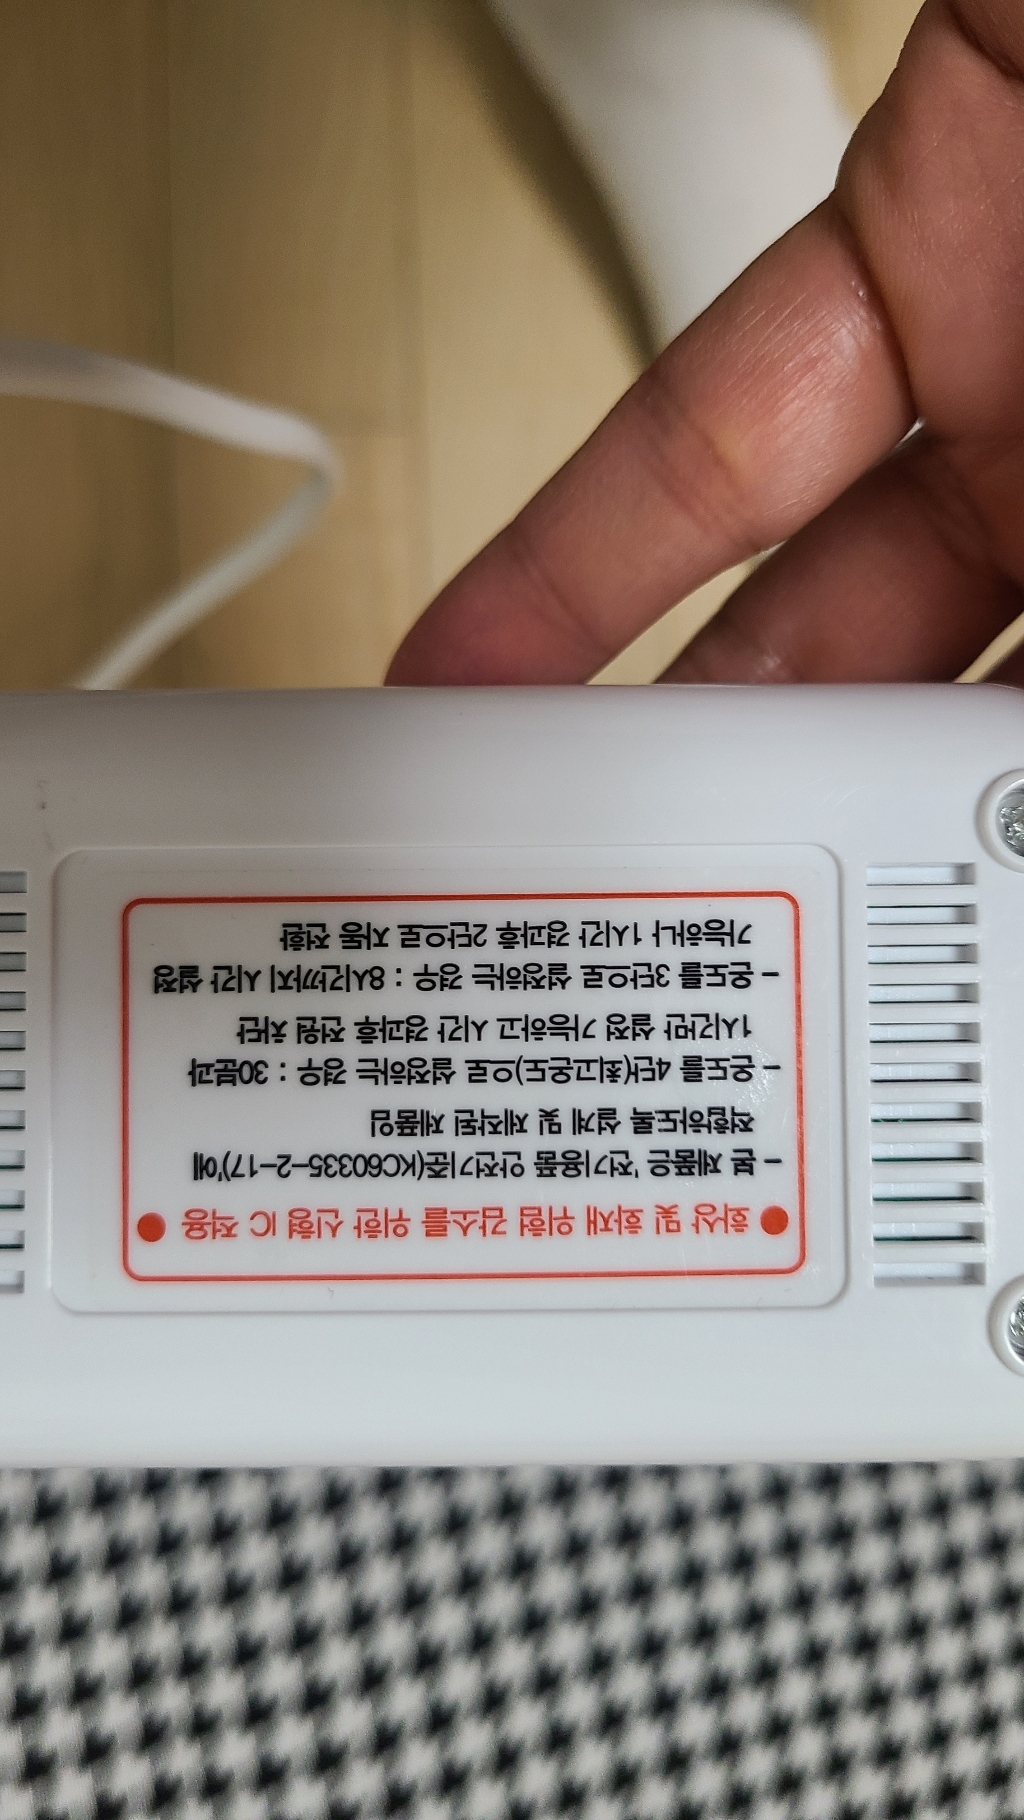 ● 화상 및 화재 위험 감소를 위한 신형 IC 적용 ●
- 본 제품은 '전기용품 안전기준(KC60335-2-17)'에
적합하도록 설계 및 제작된 제품임
- 온도를 4단(최고온도)으로 설정하는 경우 : 30분과
1시간만 설정 가능하고 시간 경과후 전원 차단
- 온도를 3단으로 설정하는 경우 : 8시간까지 시간 설정
가능하나 1시간 경과후 2단으로 자동 전환